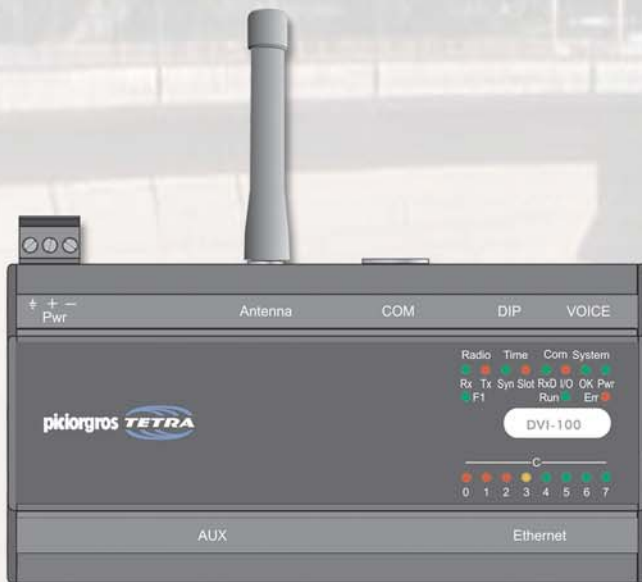 Pwr
Antenna COM DIP VOICE
Radio Time Com System
Rx Tx Syn Slot RxD I/O OK Pwr
F1 Run Err
piciorgros TETRA
DVI-100
C
0 1 2 3 4 5 6 7
AUX Ethernet